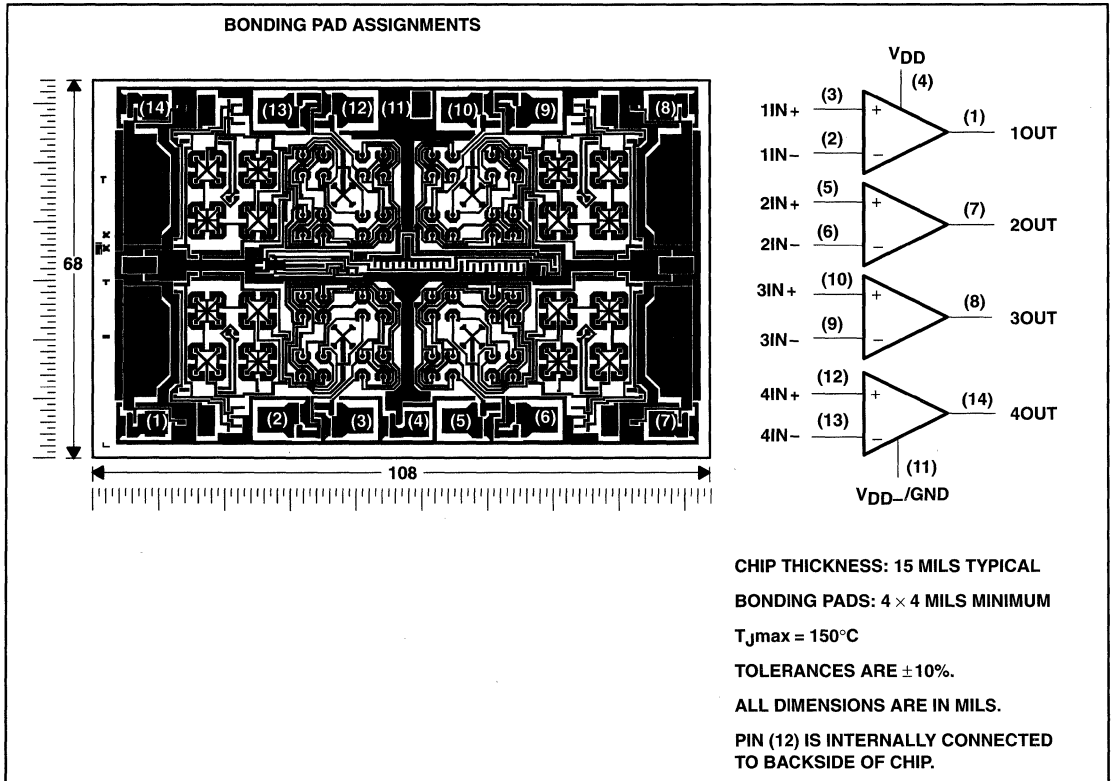 BONDING PAD ASSIGNMENTS
(14) (13) (12) (11) (10) (9) (8)
68
(1) (2) (3) (4) (5) (6) (7)
108
VDD
(4)
1IN+ (3) +
(1) 1OUT
1IN− (2) −
2IN+ (5) +
(7) 2OUT
2IN− (6) −
3IN+ (10) +
(8) 3OUT
3IN− (9) −
4IN+ (12) +
(14) 4OUT
4IN− (13) −
(11)
VDD−/GND
CHIP THICKNESS: 15 MILS TYPICAL
BONDING PADS: 4 × 4 MILS MINIMUM
TJmax = 150°C
TOLERANCES ARE ±10%.
ALL DIMENSIONS ARE IN MILS.
PIN (12) IS INTERNALLY CONNECTED
TO BACKSIDE OF CHIP.